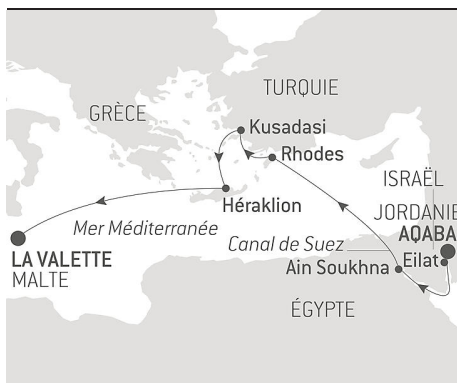 TURQUIE
GRÈCE
Kusadasi
Rhodes
ISRAËL
Héraklion
JORDANIE
Mer Méditerranée
AQABA
Canal de Suez
LA VALETTE
Eilat
Ain Soukhna
MALTE
ÉGYPTE